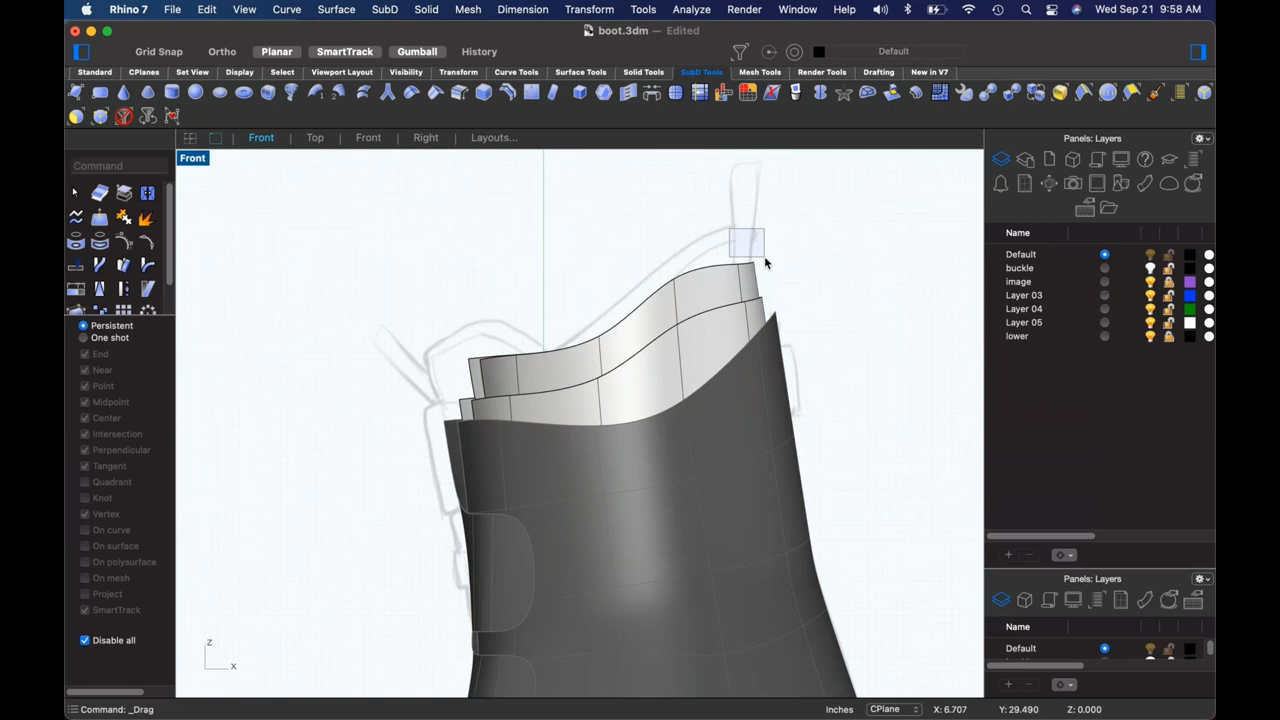 Rhino 7 File Edit View Curve Surface SubD Solid Mesh Dimension Transform Tools Analyze Render Window Help Wed Sep 21 9:58 AM
boot.3dm — Edited
Grid Snap Ortho Planar SmartTrack Gumball History Default
Standard CPlanes Set View Display Select Viewport Layout Visibility Transform Curve Tools Surface Tools Solid Tools SubD Tools Mesh Tools Render Tools Drafting New in V7
Front Top Front Right Layouts...
Panels: Layers
Front
Command
Name
Default
buckle
image
Layer 03
Layer 04
Layer 05
lower
Persistent
One shot
End
Near
Point
Midpoint
Center
Intersection
Perpendicular
Tangent
Quadrant
Knot
Vertex
On curve
On surface
On polysurface
On mesh
Project
SmartTrack
Disable all
Panels: Layers
Name
Default
z
x
Command: _Drag Inches CPlane X: 6.707 Y: 29.490 Z: 0.000